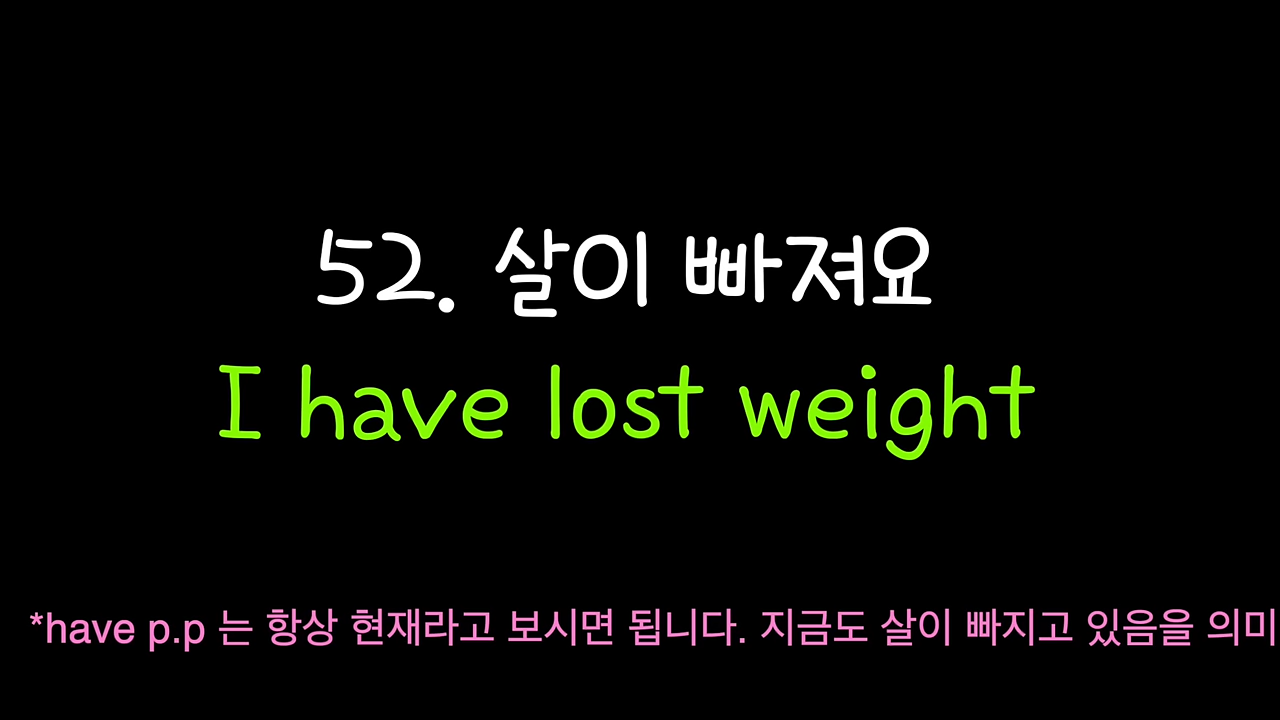 52. 살이 빠져요
I have lost weight
*have p.p 는 항상 현재라고 보시면 됩니다. 지금도 살이 빠지고 있음을 의미